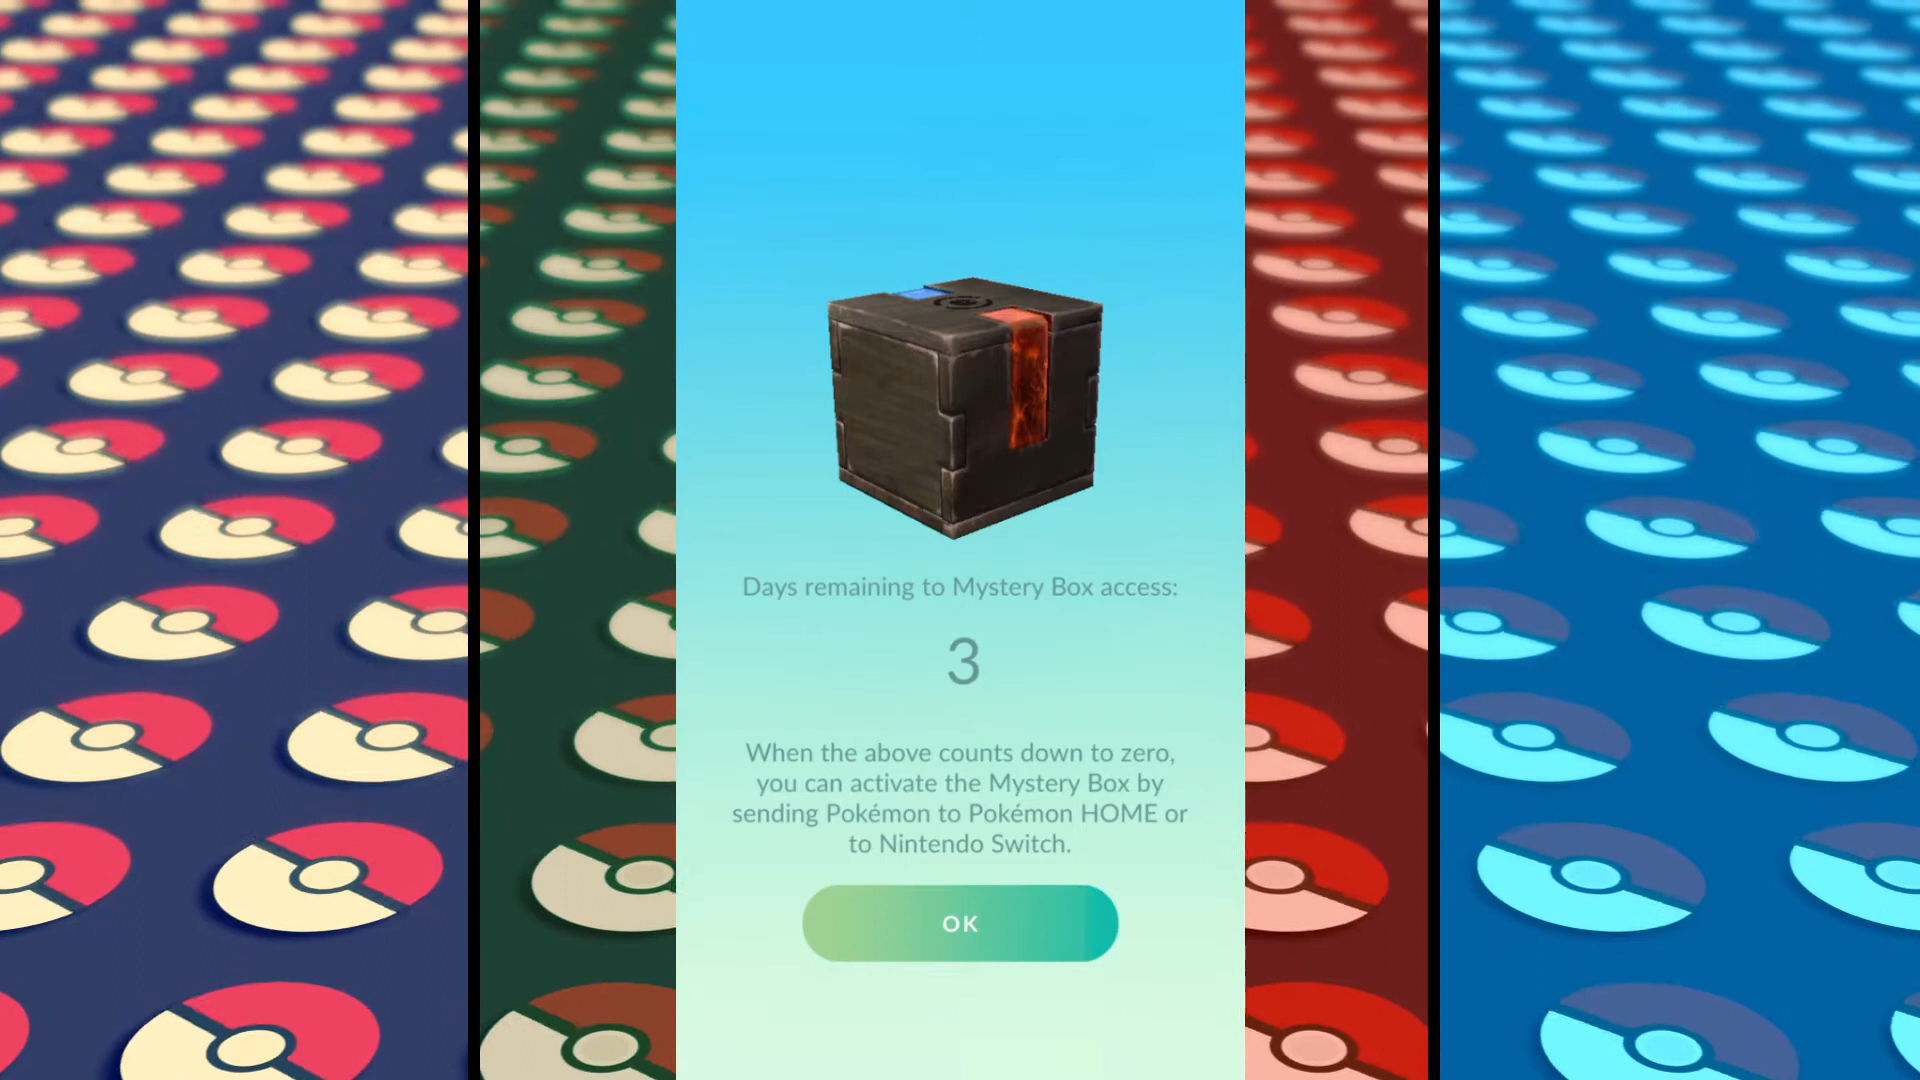 Days remaining to Mystery Box access:
3
When the above counts down to zero,
you can activate the Mystery Box by
sending Pokémon to Pokémon HOME or
to Nintendo Switch.
OK